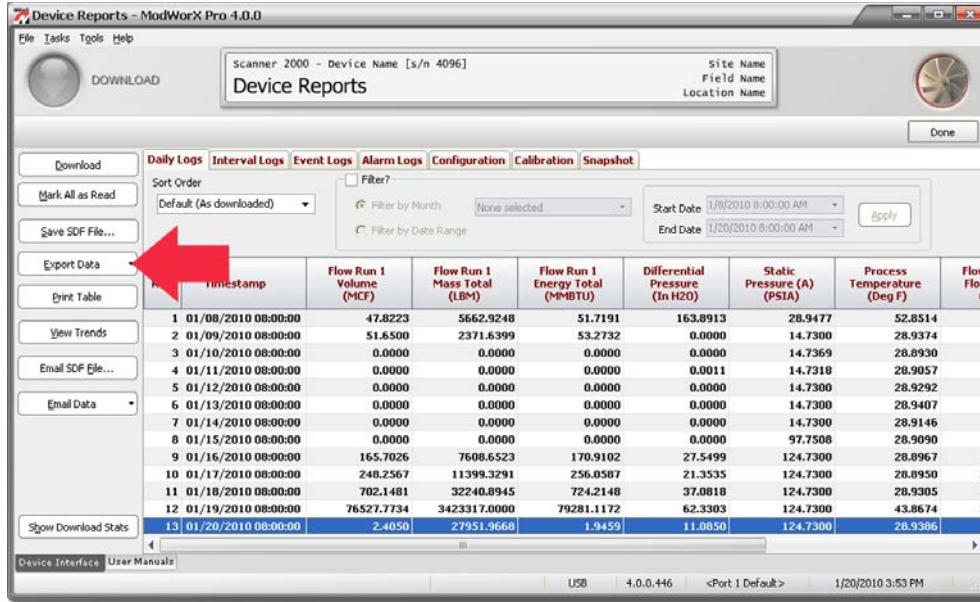 Device Reports - ModWorX Pro 4.0.0
File Tasks Tools Help
DOWNLOAD
Scanner 2000 - Device Name [s/n 4096]
Device Reports
Site Name
Field Name
Location Name
Done
Download
Mark All as Read
Save SDF File...
Export Data
Print Table
View Trends
Email SDF File...
Email Data
Show Download Stats
Daily Logs Interval Logs Event Logs Alarm Logs Configuration Calibration Snapshot
Sort Order
Default (As downloaded)
Filter?
Filter by Month None selected
Filter by Date Range
Start Date 1/8/2010 8:00:00 AM
End Date 1/20/2010 8:00:00 AM
Apply
Timestamp Flow Run 1 Volume (MCF) Flow Run 1 Mass Total (LBM) Flow Run 1 Energy Total (MMBTU) Differential Pressure (In H2O) Static Pressure (A) (PSIA) Process Temperature (Deg F)
1 01/08/2010 08:00:00 47.8223 5662.9248 51.7191 163.8913 28.9477 52.8514
2 01/09/2010 08:00:00 51.6500 2371.6399 53.2732 0.0000 14.7300 28.9374
3 01/10/2010 08:00:00 0.0000 0.0000 0.0000 0.0000 14.7369 28.8930
4 01/11/2010 08:00:00 0.0000 0.0000 0.0000 0.0011 14.7318 28.9057
5 01/12/2010 08:00:00 0.0000 0.0000 0.0000 0.0000 14.7300 28.9292
6 01/13/2010 08:00:00 0.0000 0.0000 0.0000 0.0000 14.7300 28.9407
7 01/14/2010 08:00:00 0.0000 0.0000 0.0000 0.0000 14.7300 28.9146
8 01/15/2010 08:00:00 0.0000 0.0000 0.0000 0.0000 97.7508 28.9090
9 01/16/2010 08:00:00 165.7026 7608.6523 170.9102 27.5499 124.7300 28.8967
10 01/17/2010 08:00:00 248.2567 11399.3291 256.0587 21.3535 124.7300 28.8950
11 01/18/2010 08:00:00 702.1481 32240.8945 724.2148 37.0818 124.7300 28.9305
12 01/19/2010 08:00:00 76527.7734 3423317.0000 79281.1172 62.3303 124.7300 43.8674
13 01/20/2010 08:00:00 2.4050 27951.9668 1.9459 11.0850 124.7300 28.9386
Device Interface User Manuals
USB 4.0.0.446 <Port 1 Default> 1/20/2010 3:53 PM